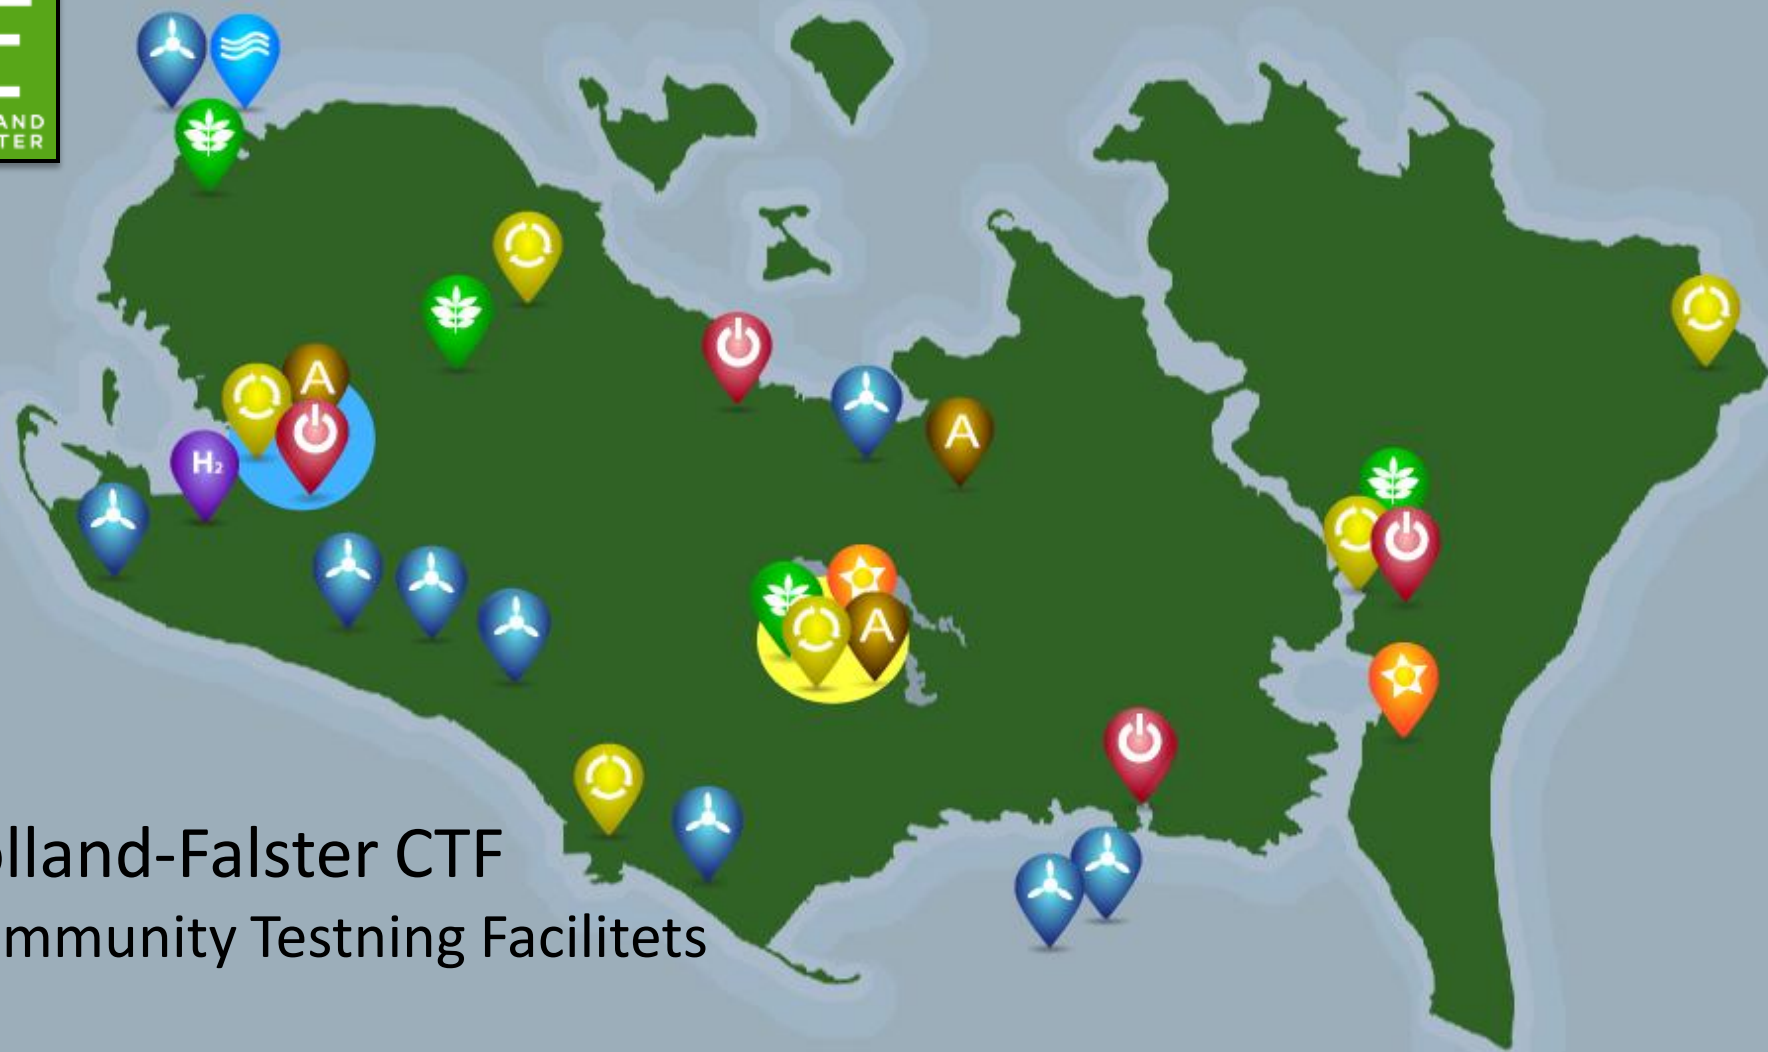 E
AND
TER
A
H₂
A
A
olland-Falster CTF
mmunity Testning Facilitets